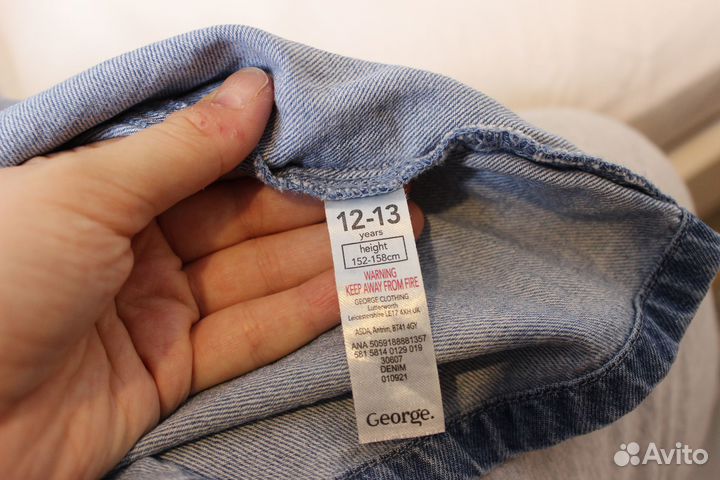 12-13
years
height
152-158cm
WARNING
KEEP AWAY FROM FIRE
GEORGE CLOTHING
Lutterworth
Leicestershire LE17 4XH UK
ASDA, Antrim, BT41 4GY
ANA 5059188881357
581 5814 0129 019
30607
DENIM
010921
George.
Avito